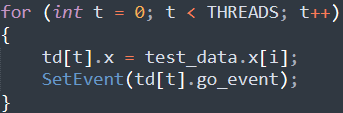 for (int t = 0; t < THREADS; t++)
{
    td[t].x = test_data.x[i];
    SetEvent(td[t].go_event);
}